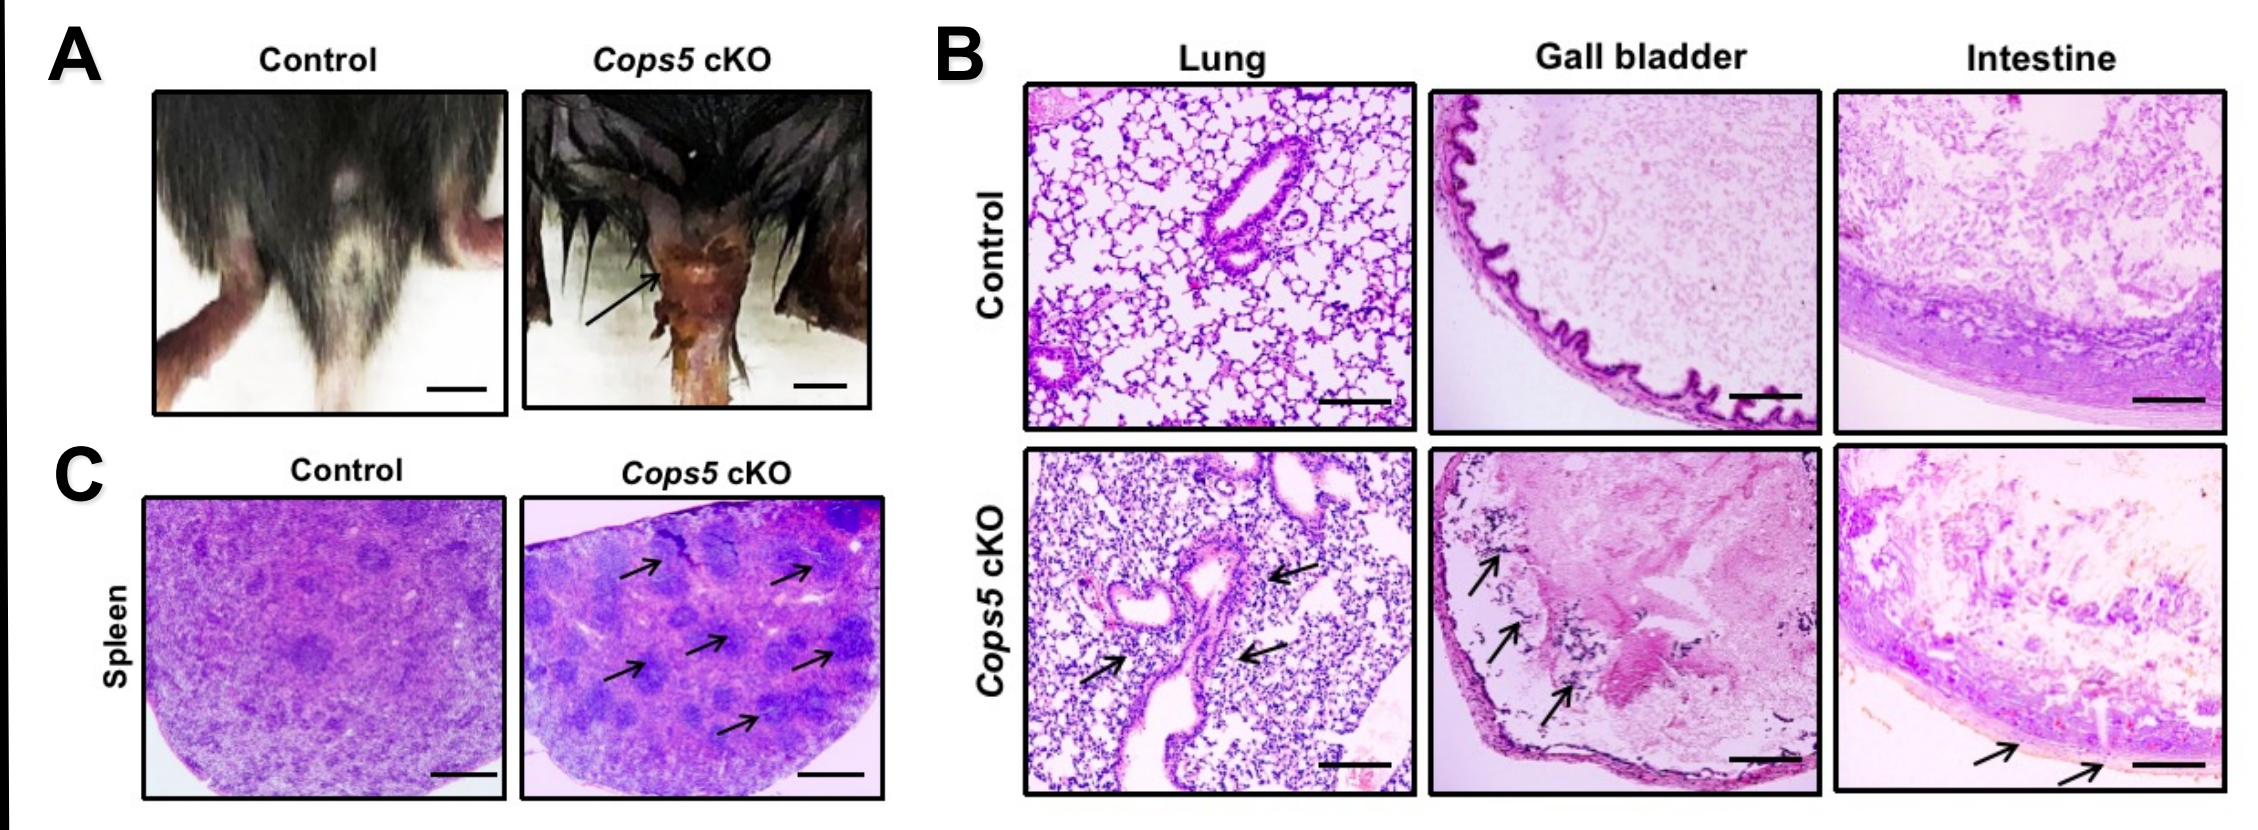 A
Control
Cops5 cKO
B
Lung
Gall bladder
Intestine
Control
Cops5 cKO
C
Control
Cops5 cKO
Spleen